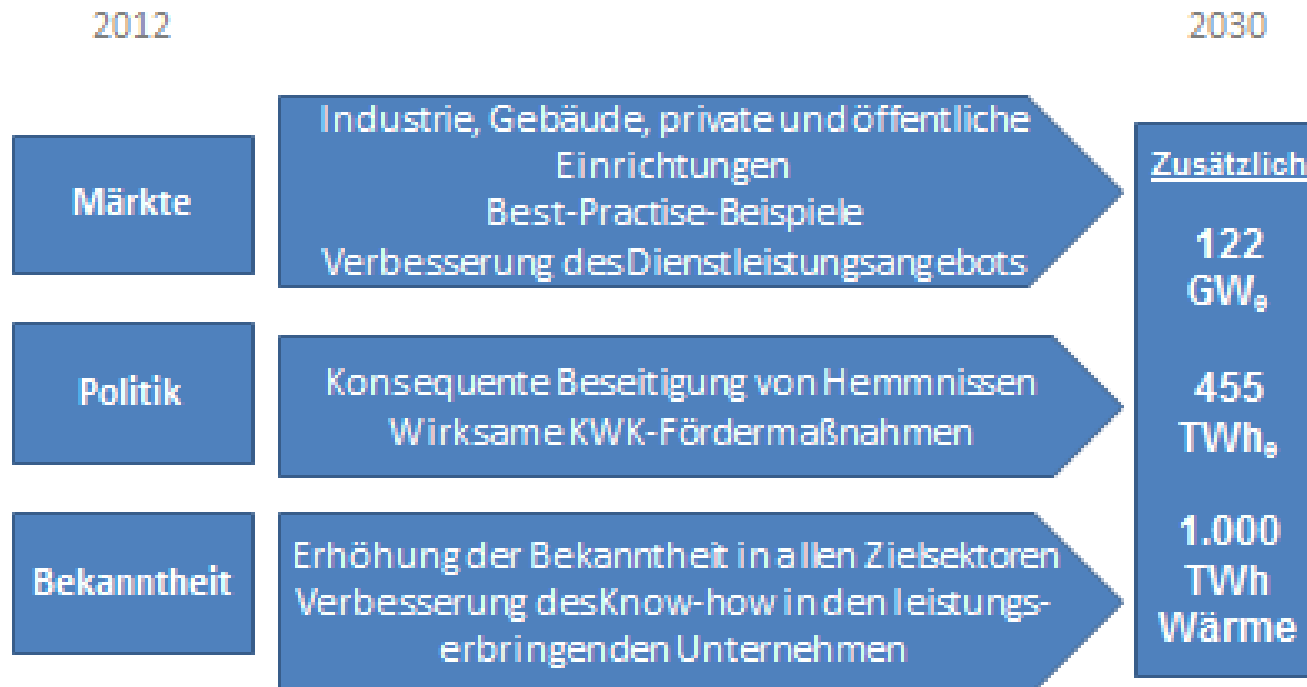 2012
2030
Märkte
Industrie, Gebäude, private und öffentliche
Einrichtungen
Best-Practise-Beispiele
Verbesserung des Dienstleistungsangebots
Politik
Konsequente Beseitigung von Hemmnissen
Wirksame KWK-Fördermaßnahmen
Bekanntheit
Erhöhung der Bekanntheit in allen Zielsektoren
Verbesserung des Know-how in den leistungs-
erbringenden Unternehmen
Zusätzlich
122
GWₑ
455
TWhₑ
1.000
TWh
Wärme